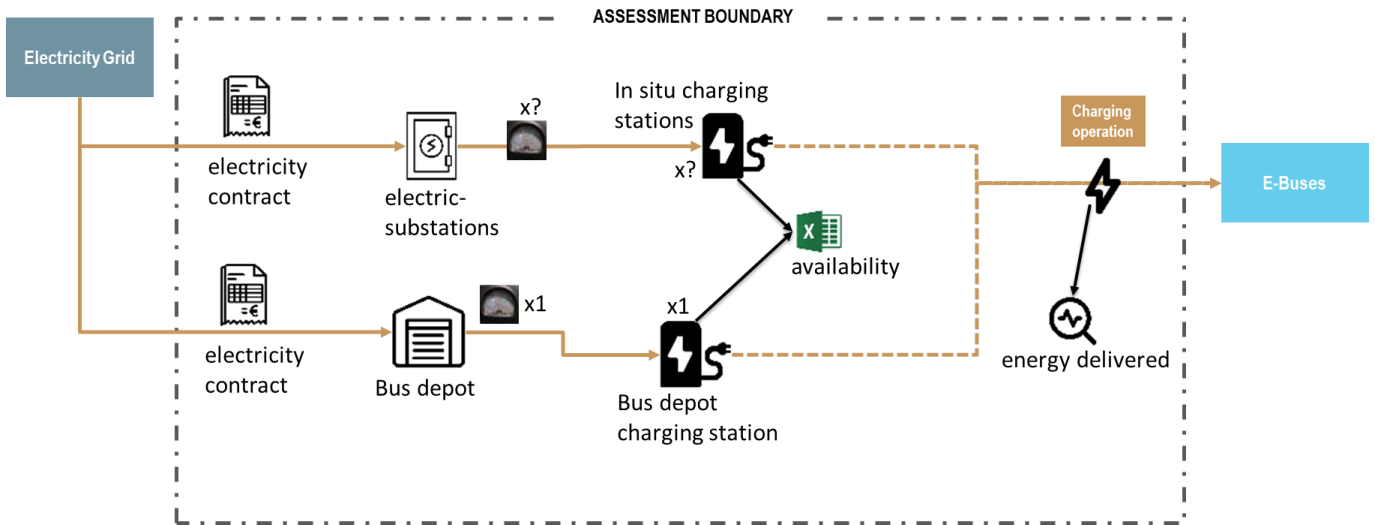 ASSESSMENT BOUNDARY
Electricity Grid
=€
electricity
contract
electric-
substations
x?
In situ charging
stations
x?
Charging
operation
E-Buses
X
availability
=€
electricity
contract
Bus depot
x1
x1
Bus depot
charging station
energy delivered